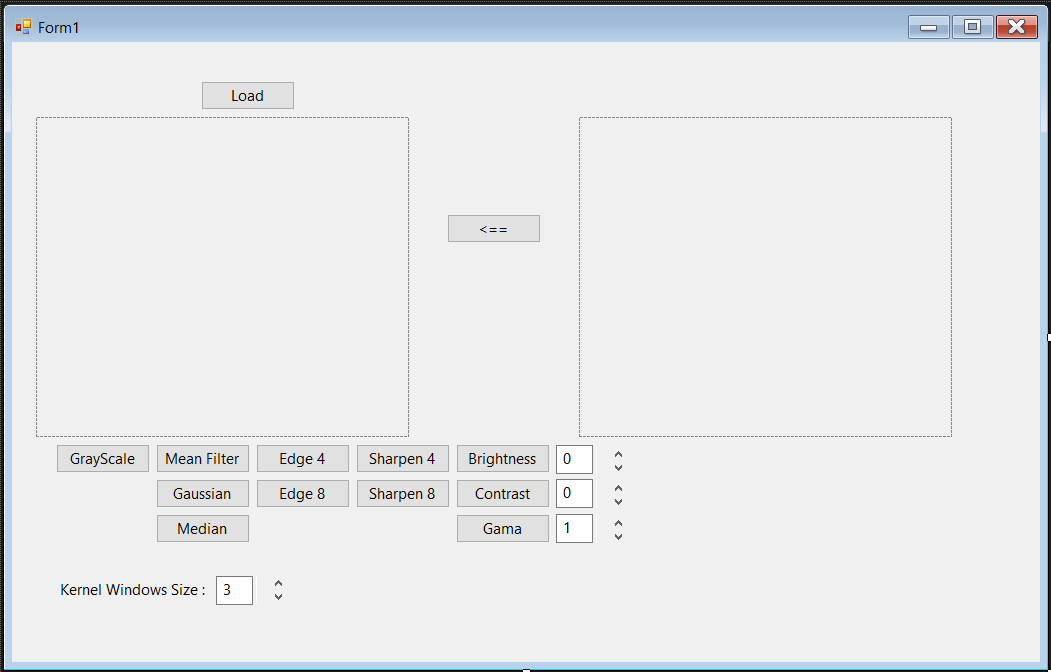 Form1
Load
<==
GrayScale Mean Filter Edge 4 Sharpen 4 Brightness 0
Gaussian Edge 8 Sharpen 8 Contrast 0
Median Gama 1
Kernel Windows Size : 3